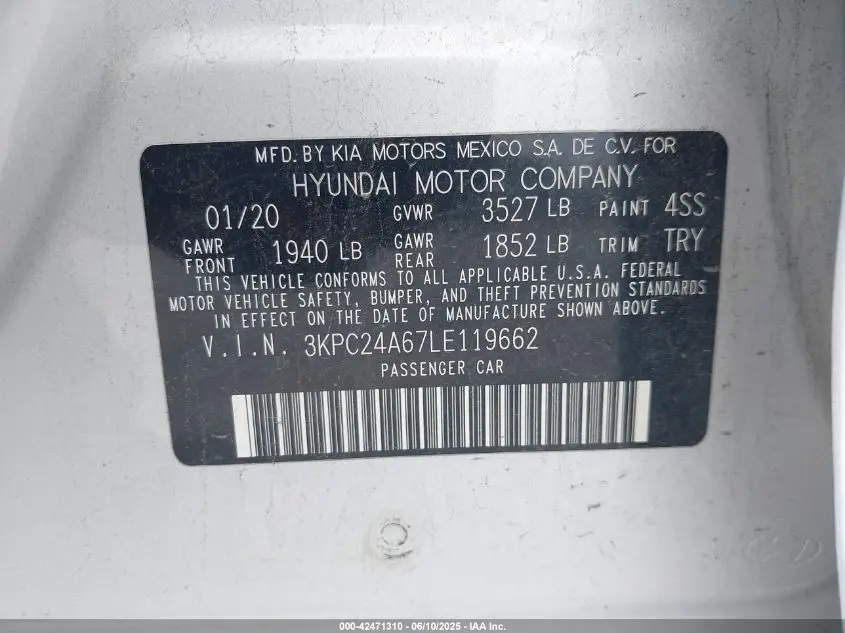 MFD. BY KIA MOTORS MEXICO S.A. DE C.V. FOR
HYUNDAI MOTOR COMPANY
01/20 GVWR 3527 LB PAINT 4SS
GAWR FRONT 1940 LB GAWR REAR 1852 LB TRIM TRY
THIS VEHICLE CONFORMS TO ALL APPLICABLE U.S.A. FEDERAL
MOTOR VEHICLE SAFETY, BUMPER, AND THEFT PREVENTION STANDARDS
IN EFFECT ON THE DATE OF MANUFACTURE SHOWN ABOVE.
V.I.N. 3KPC24A67LE119662
PASSENGER CAR
000-42471310 - 06/10/2025 - IAA Inc.